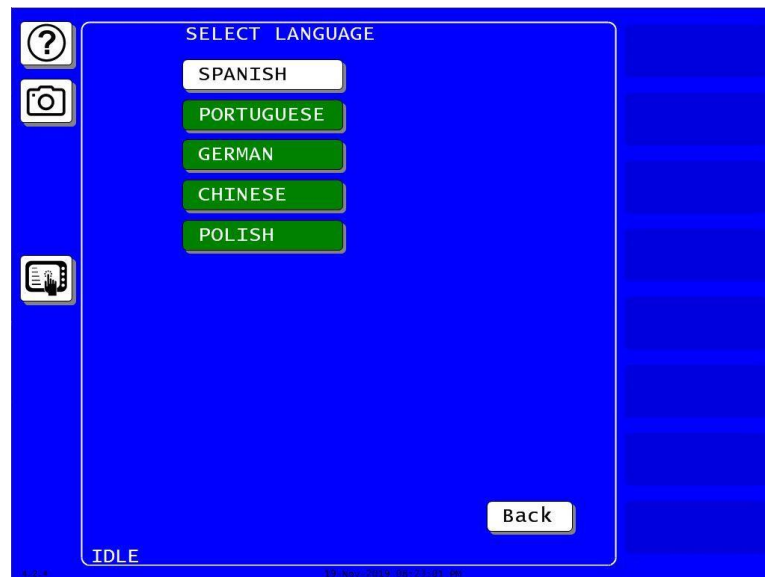 SELECT LANGUAGE
SPANISH
PORTUGUESE
GERMAN
CHINESE
POLISH
Back
IDLE